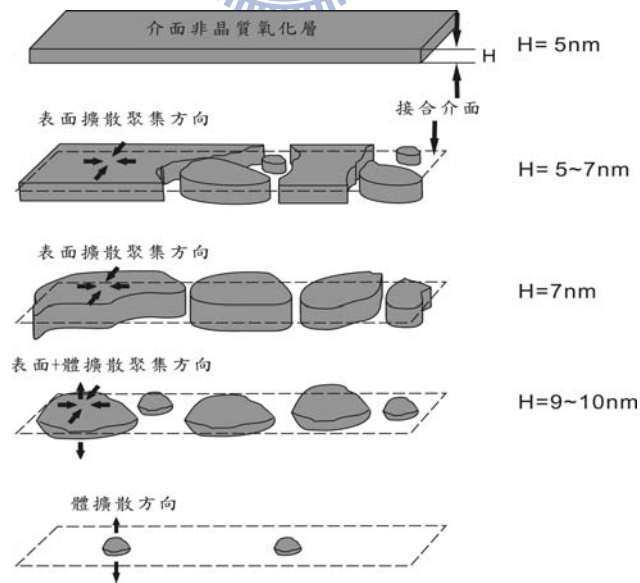 介面非晶質氧化層
H
H= 5nm
接合介面
表面擴散聚集方向
H= 5~7nm
表面擴散聚集方向
H=7nm
表面+體擴散聚集方向
H=9~10nm
體擴散方向